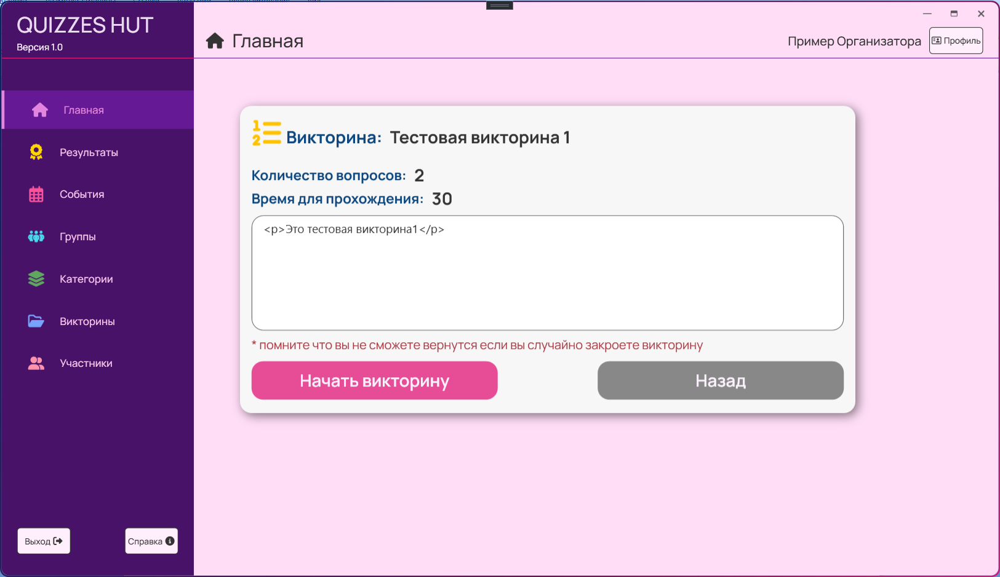 QUIZZES HUT
Версия 1.0
Главная
Пример Организатора
Профиль
Главная
Результаты
События
Группы
Категории
Викторины
Участники
Выход
Справка
1
2
Викторина: Тестовая викторина 1
Количество вопросов: 2
Время для прохождения: 30
<p>Это тестовая викторина1</p>
* помните что вы не сможете вернутся если вы случайно закроете викторину
Начать викторину
Назад